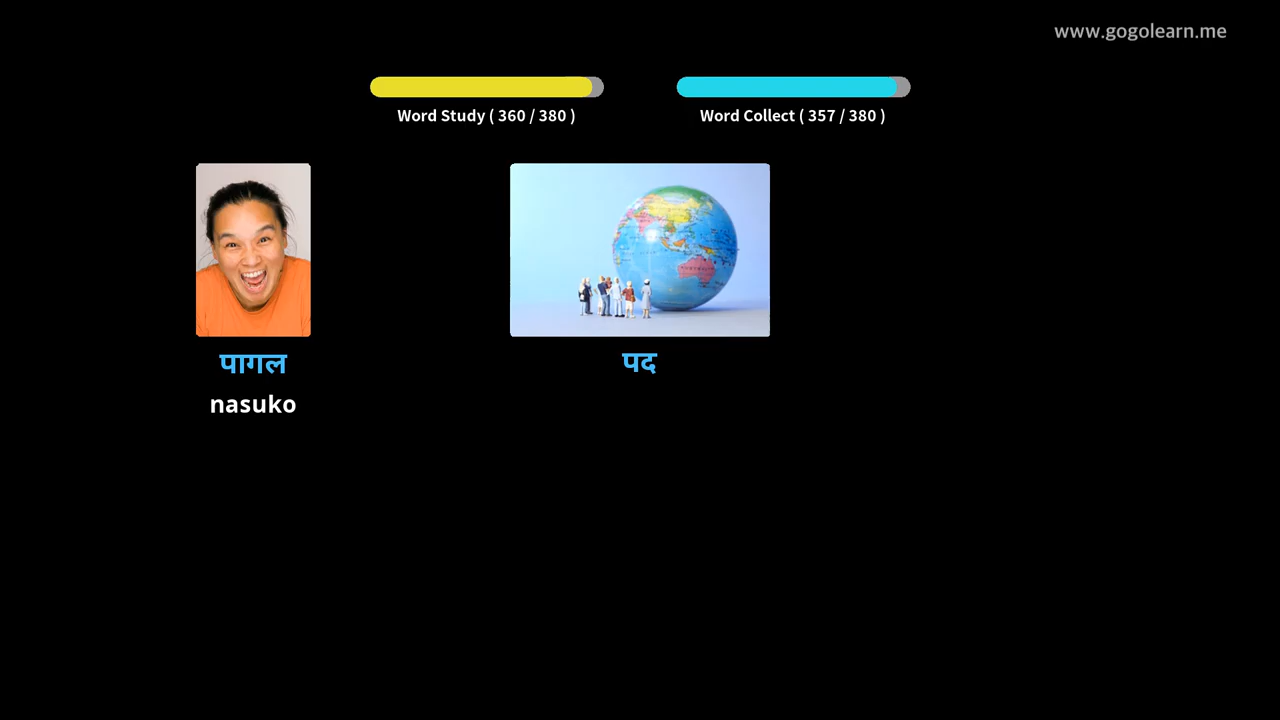 www.gogolearn.me
Word Study ( 360 / 380 )
Word Collect ( 357 / 380 )
पागल
nasuko
पद